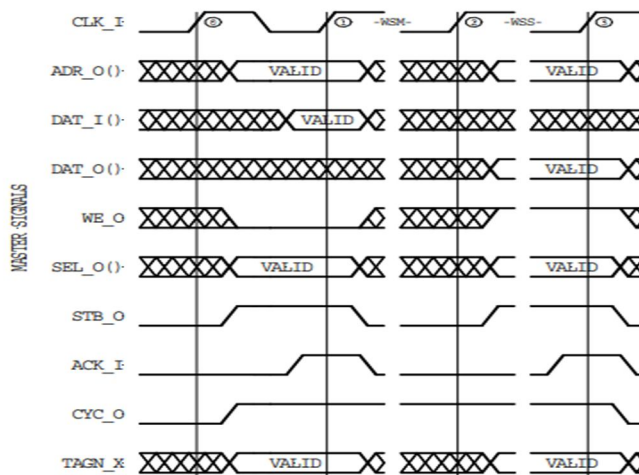 CLK_I ⓪ ① -WSM- ② -WSS- ③
ADR_O() VALID VALID
DAT_I() VALID
DAT_O() VALID
WE_O
SEL_O() VALID VALID
STB_O
ACK_I
CYC_O
TAGN_X VALID VALID
MASTER SIGNALS